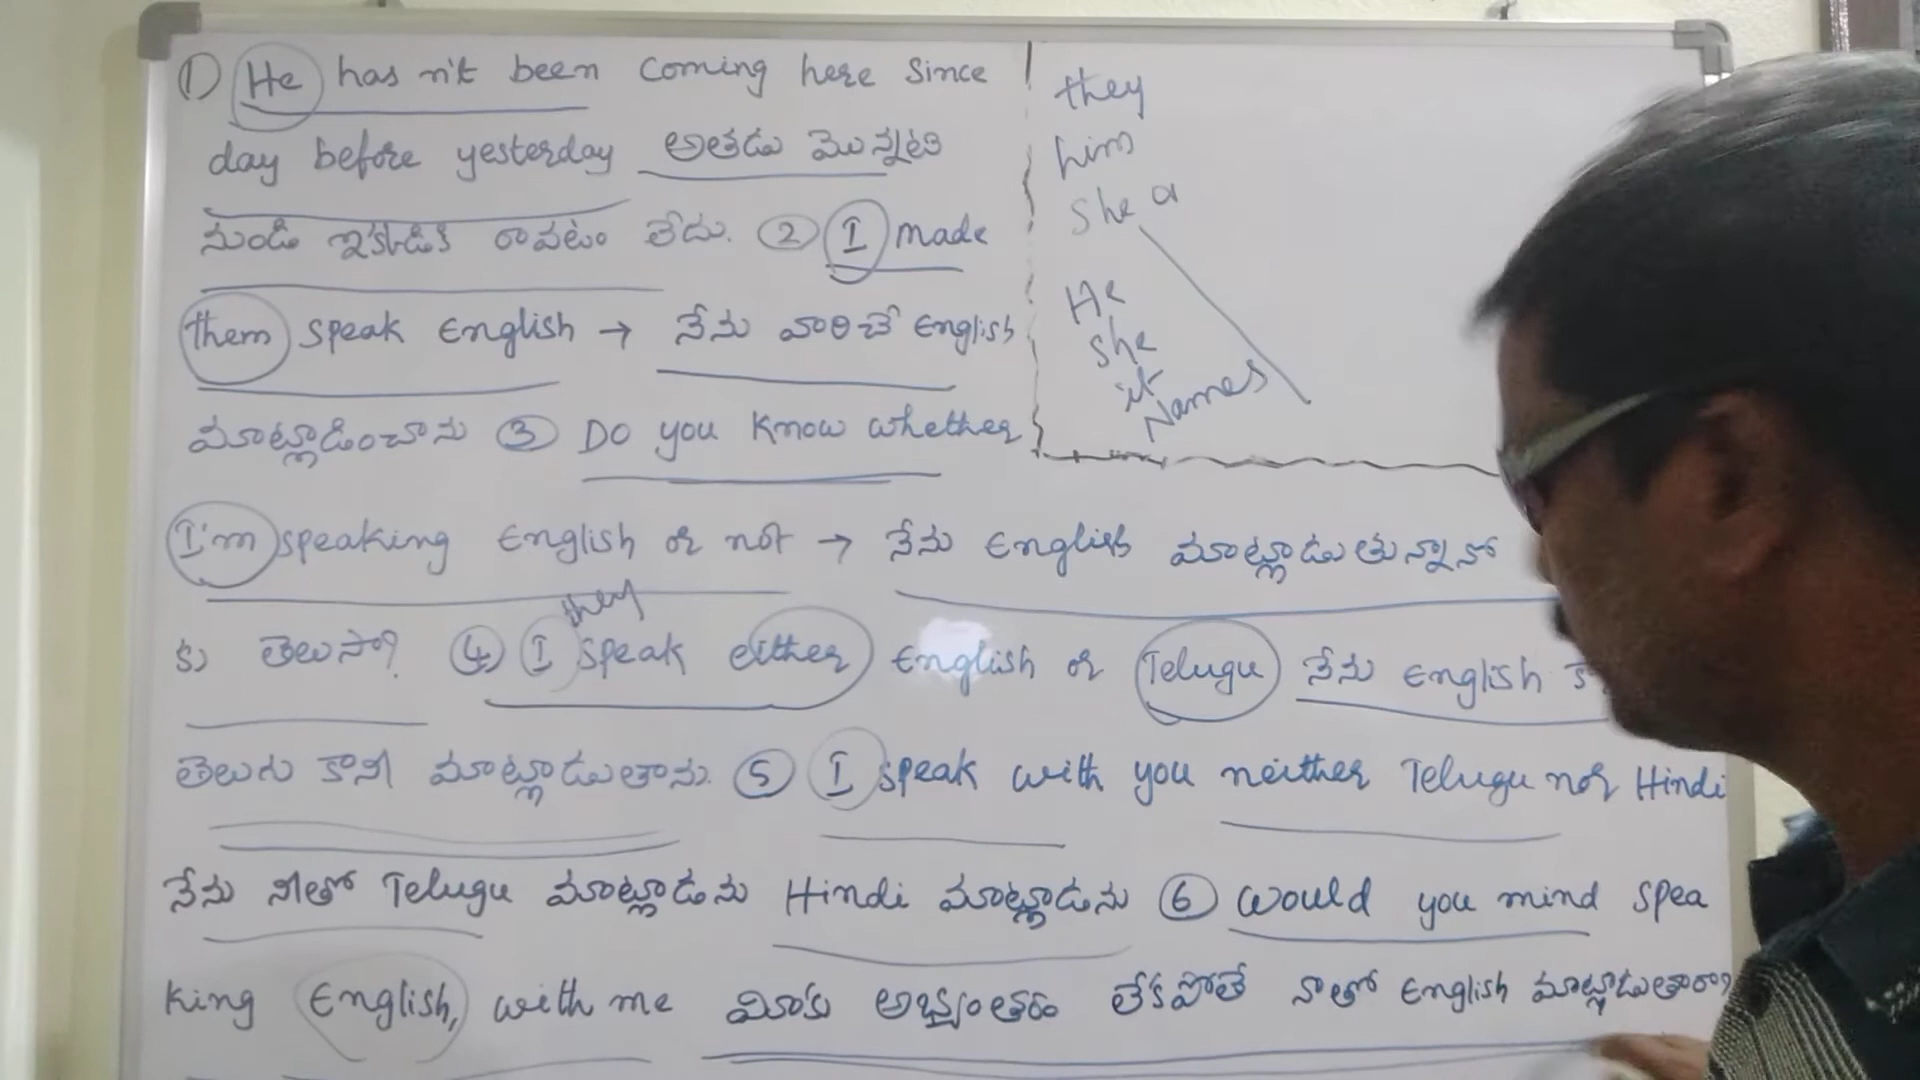 ① He has n't been coming here since
day before yesterday అతడు మొన్నటి
నుండి ఇక్కడికి రావటం లేదు. ② I made
them speak English → నేను వారిచే English
మాట్లాడించాను ③ Do you know whether
I'm speaking English or not → నేను English మాట్లాడుతున్నానో
కు తెలుసా? ④ I they speak either English or Telugu నేను English
తెలుగు కానీ మాట్లాడుతాను. ⑤ I speak with you neither Telugu nor Hindi
నేను నీతో Telugu మాట్లాడను Hindi మాట్లాడను ⑥ would you mind spea
king English, with me మీకు అభ్యంతరం లేకపోతే నాతో English మాట్లాడుతారా?
they
him
she
He
she
it
Names